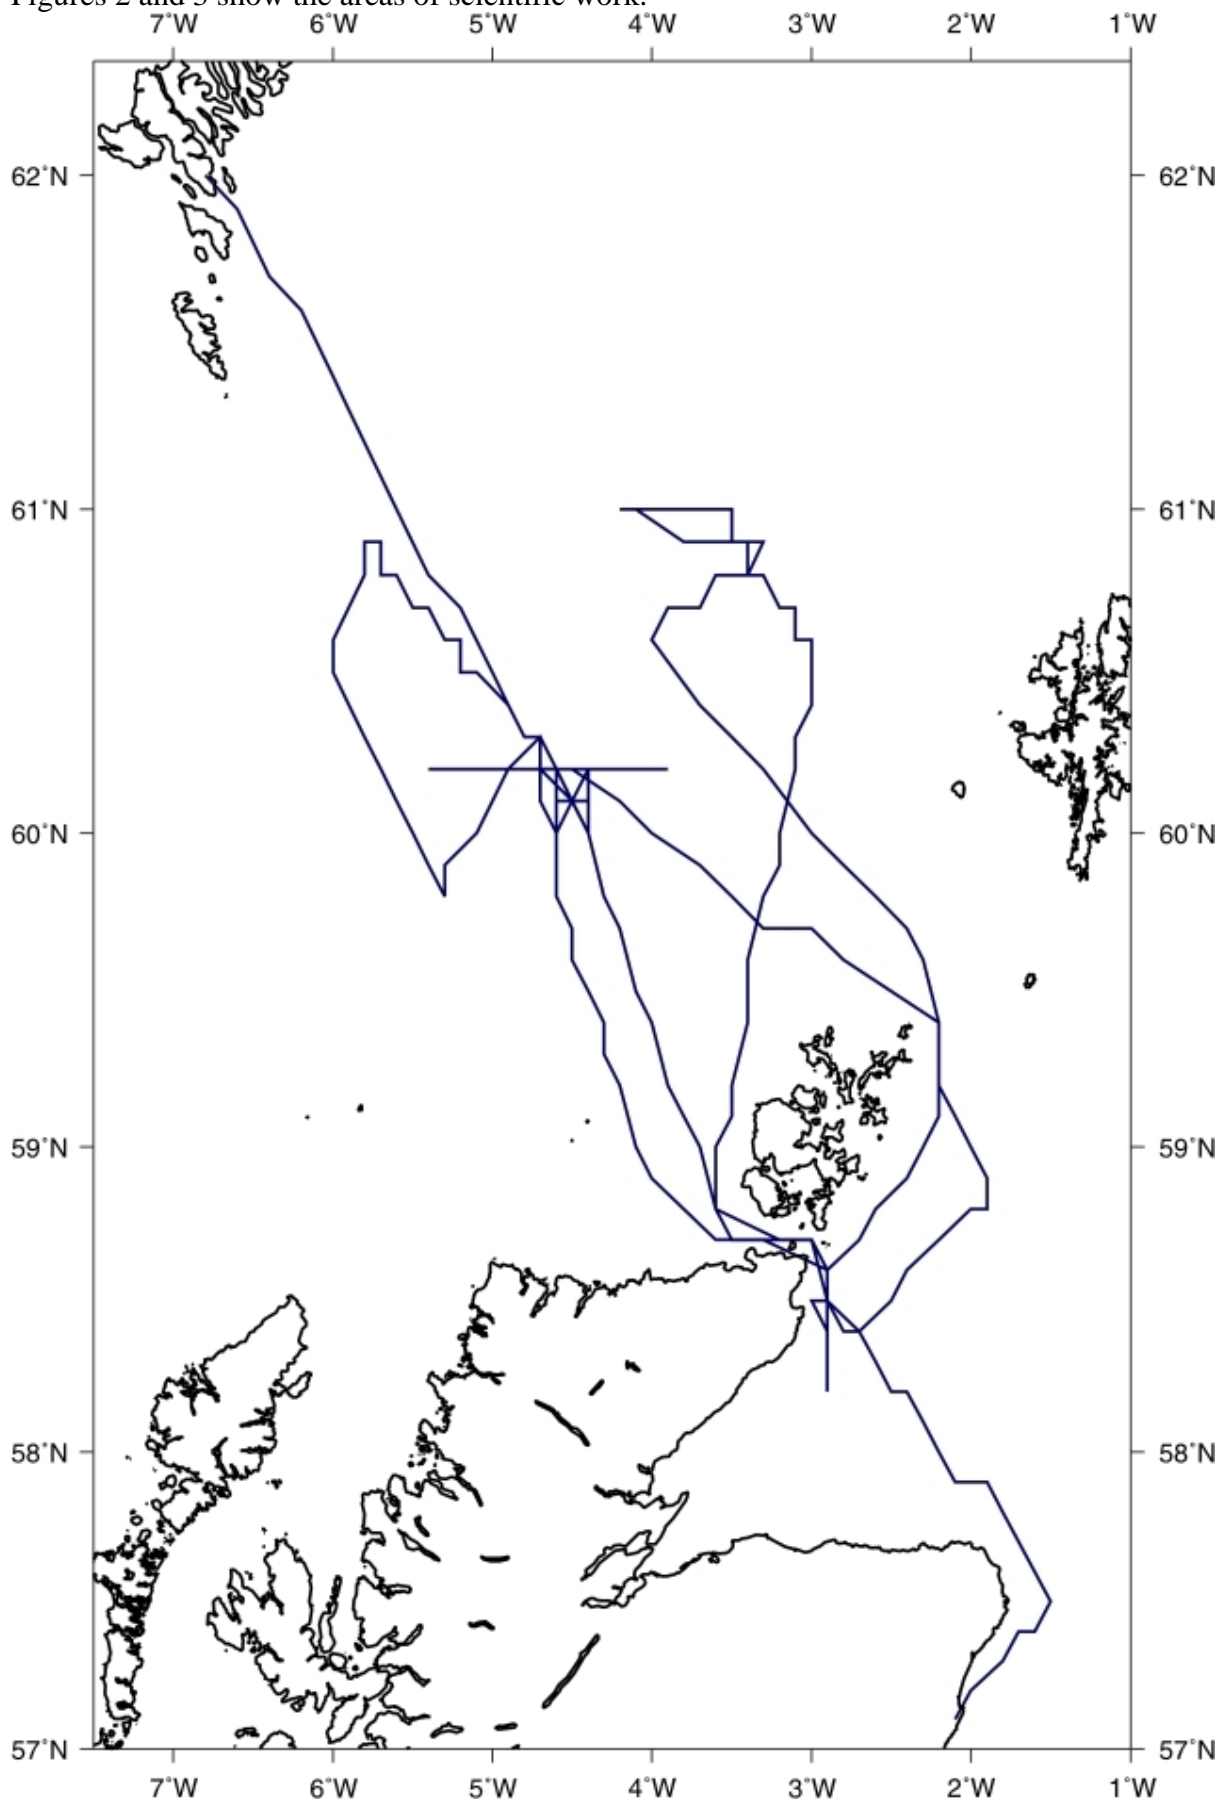 Figures 2 and 3 show the areas of scientific work.
7°W 6°W 5°W 4°W 3°W 2°W 1°W
62°N 62°N
61°N 61°N
60°N 60°N
59°N 59°N
58°N 58°N
57°N 57°N
7°W 6°W 5°W 4°W 3°W 2°W 1°W